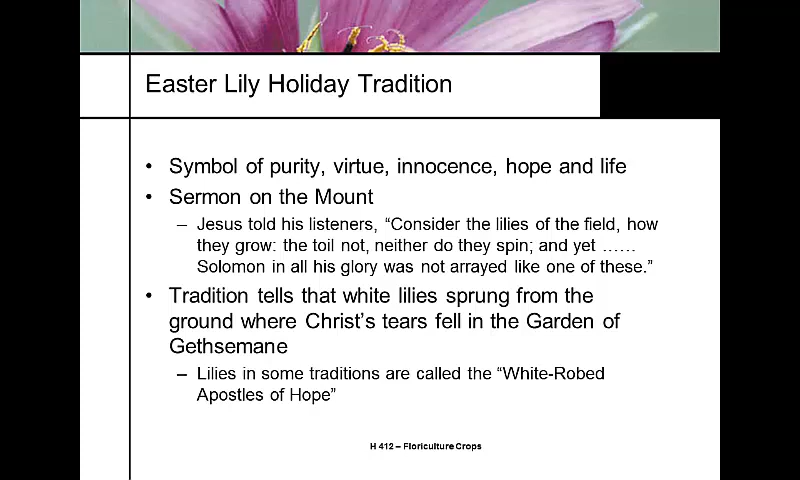 Easter Lily Holiday Tradition
• Symbol of purity, virtue, innocence, hope and life
• Sermon on the Mount
– Jesus told his listeners, “Consider the lilies of the field, how
they grow: the toil not, neither do they spin; and yet ……
Solomon in all his glory was not arrayed like one of these.”
• Tradition tells that white lilies sprung from the
ground where Christ’s tears fell in the Garden of
Gethsemane
– Lilies in some traditions are called the “White-Robed
Apostles of Hope”
H 412 – Floriculture Crops